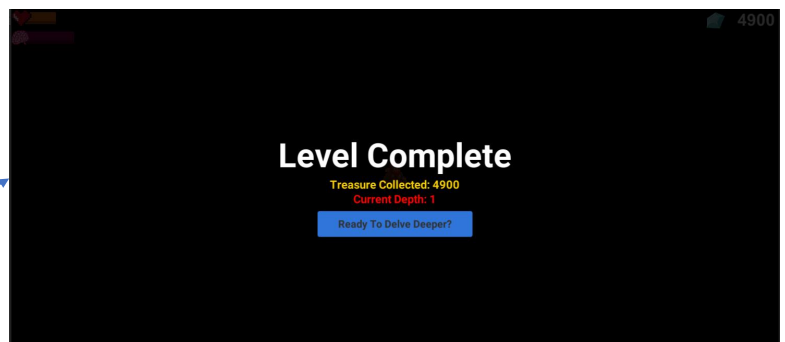 4900
Level Complete
Treasure Collected: 4900
Current Depth: 1
Ready To Delve Deeper?